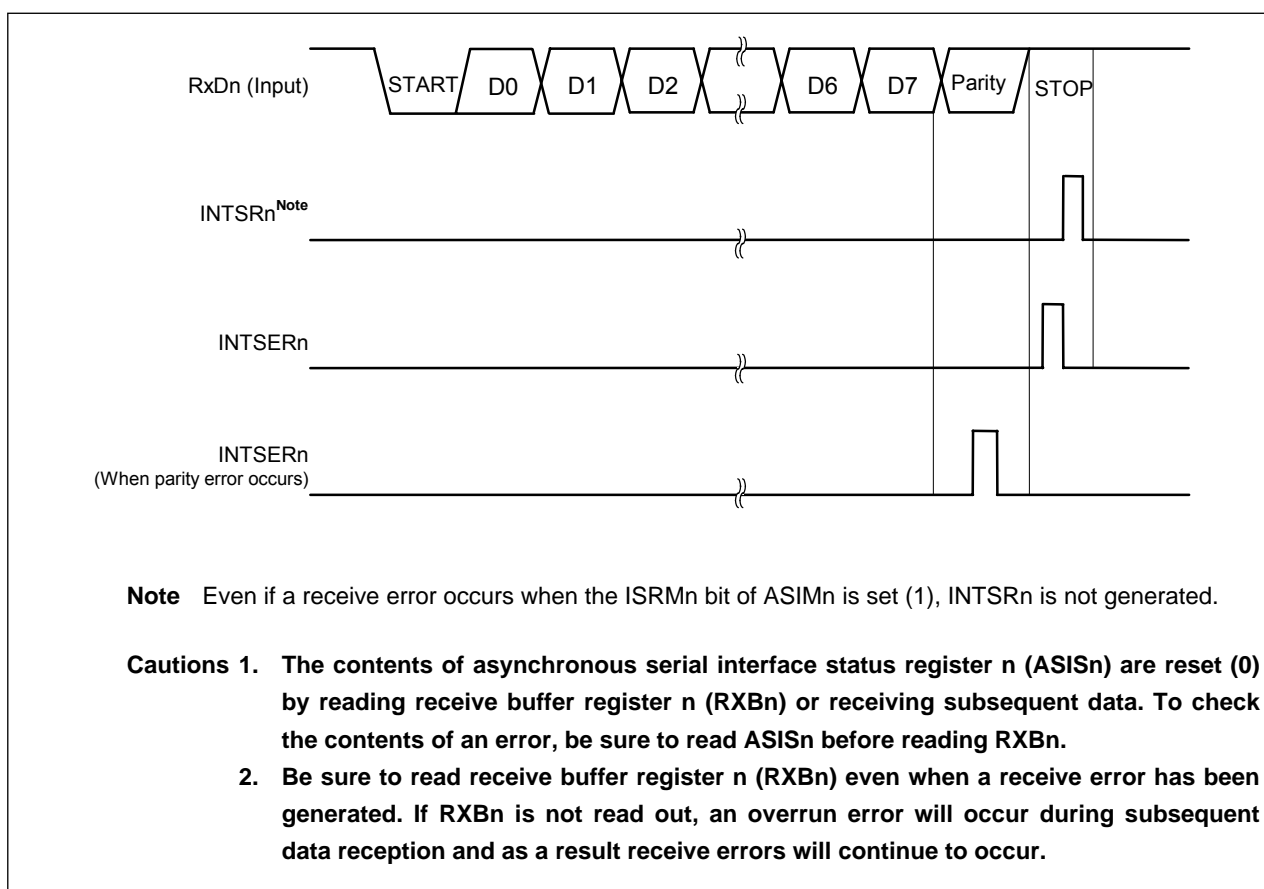 RxDn (Input)
START D0 D1 D2 D6 D7 Parity STOP
INTSRnNote
INTSERn
INTSERn
(When parity error occurs)
Note Even if a receive error occurs when the ISRMn bit of ASIMn is set (1), INTSRn is not generated.
Cautions 1. The contents of asynchronous serial interface status register n (ASISn) are reset (0)
by reading receive buffer register n (RXBn) or receiving subsequent data. To check
the contents of an error, be sure to read ASISn before reading RXBn.
2. Be sure to read receive buffer register n (RXBn) even when a receive error has been
generated. If RXBn is not read out, an overrun error will occur during subsequent
data reception and as a result receive errors will continue to occur.